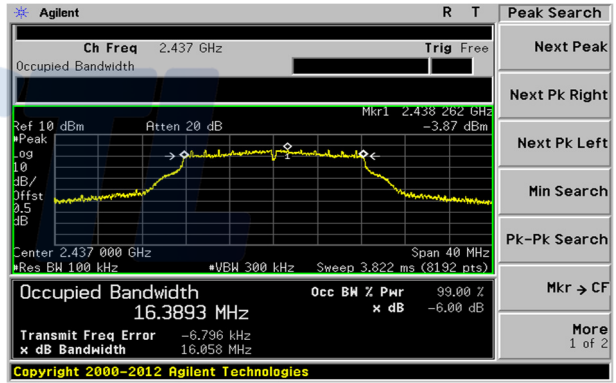 Agilent R T Peak Search
Ch Freq 2.437 GHz Trig Free
Occupied Bandwidth
Next Peak
Next Pk Right
Next Pk Left
Min Search
Pk-Pk Search
Mkr → CF
More
1 of 2
Mkr1 2.438 262 GHz
Ref 10 dBm Atten 20 dB -3.87 dBm
#Peak
Log
10
dB/
Offst
0.5
dB
1
Center 2.437 000 GHz Span 40 MHz
#Res BW 100 kHz #VBW 300 kHz Sweep 3.822 ms (8192 pts)
Occupied Bandwidth Occ BW % Pwr 99.00 %
16.3893 MHz x dB -6.00 dB
Transmit Freq Error -6.796 kHz
x dB Bandwidth 16.058 MHz
Copyright 2000-2012 Agilent Technologies